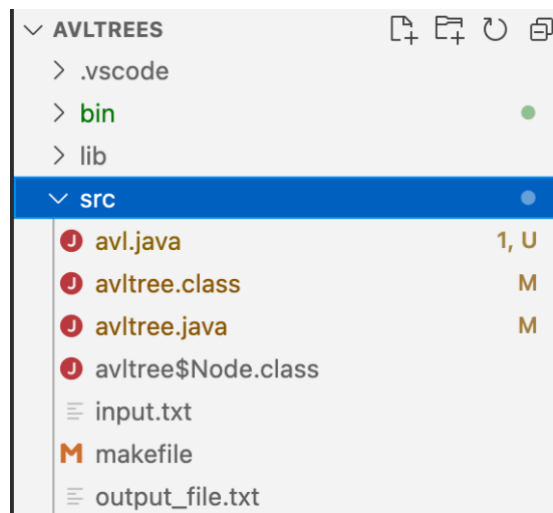 AVLTREES
.vscode
bin
lib
src
avl.java 1, U
avltree.class M
avltree.java M
avltree$Node.class
input.txt
makefile
output_file.txt